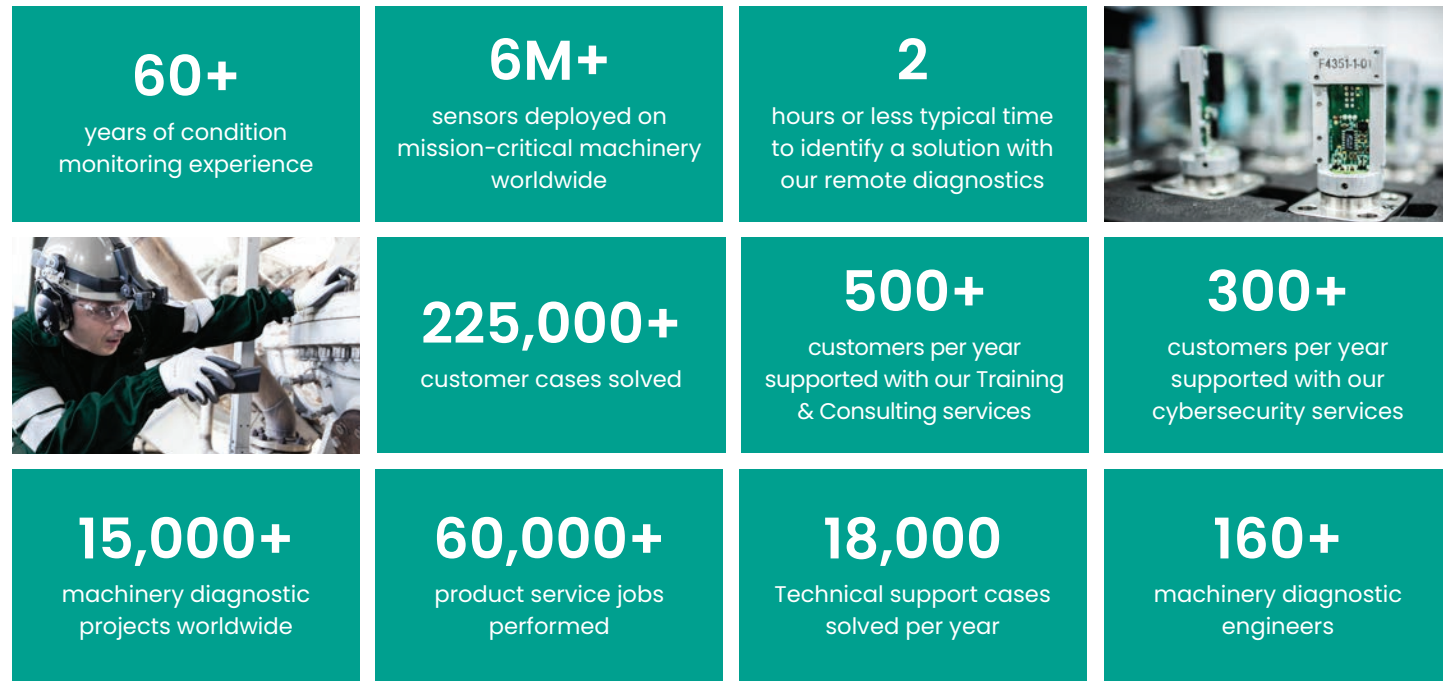 60+
years of condition
monitoring experience
6M+
sensors deployed on
mission-critical machinery
worldwide
2
hours or less typical time
to identify a solution with
our remote diagnostics
F4351-1-01
225,000+
customer cases solved
500+
customers per year
supported with our Training
& Consulting services
300+
customers per year
supported with our
cybersecurity services
15,000+
machinery diagnostic
projects worldwide
60,000+
product service jobs
performed
18,000
Technical support cases
solved per year
160+
machinery diagnostic
engineers